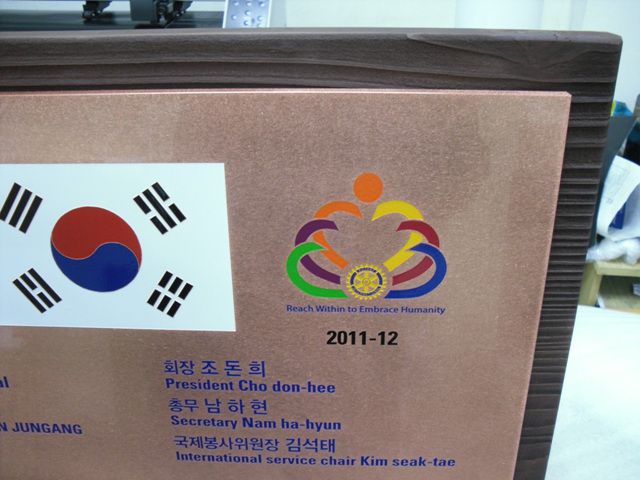 Reach Within to Embrace Humanity
2011-12
al
회장 조 돈 희
President Cho don-hee
총무 남 하 현
Secretary Nam ha-hyun
N JUNGANG
국제봉사위원장 김석태
International service chair Kim seak-tae